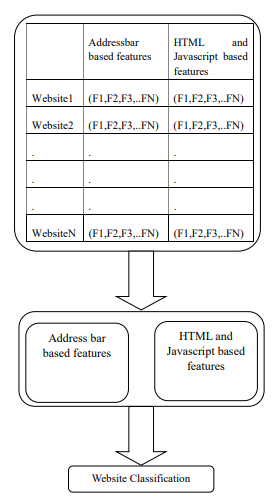 Addressbar
based features
HTML and
Javascript based
features
Website1 (F1,F2,F3,..FN) (F1,F2,F3,..FN)
Website2 (F1,F2,F3,..FN) (F1,F2,F3,..FN)
. . .
. . .
. . .
WebsiteN (F1,F2,F3,..FN) (F1,F2,F3,..FN)
Address bar
based features
HTML and
Javascript based
features
Website Classification